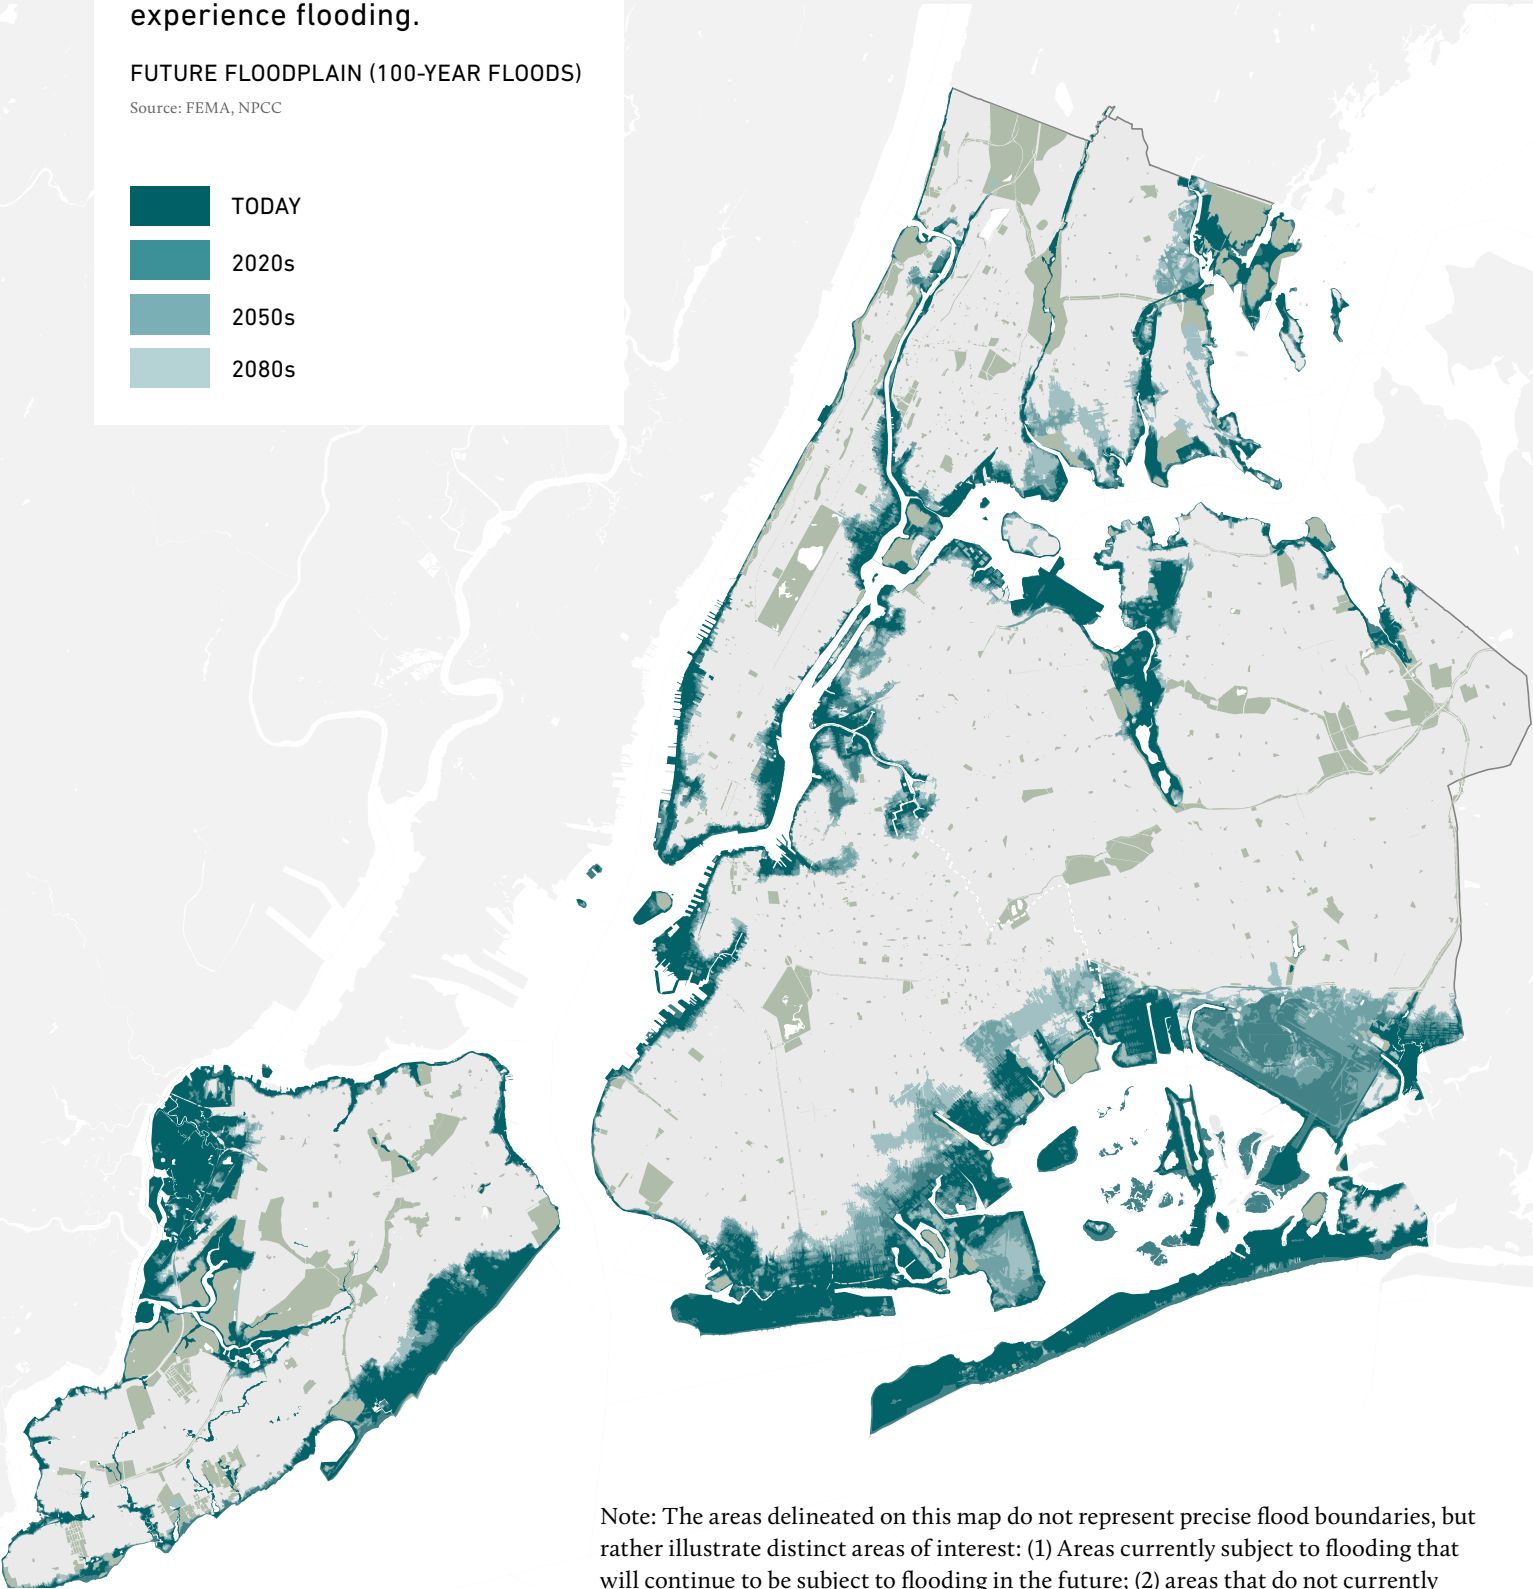 experience flooding.
FUTURE FLOODPLAIN (100-YEAR FLOODS)
Source: FEMA, NPCC
TODAY
2020s
2050s
2080s
Note: The areas delineated on this map do not represent precise flood boundaries, but
rather illustrate distinct areas of interest: (1) Areas currently subject to flooding that
will continue to be subject to flooding in the future; (2) areas that do not currently